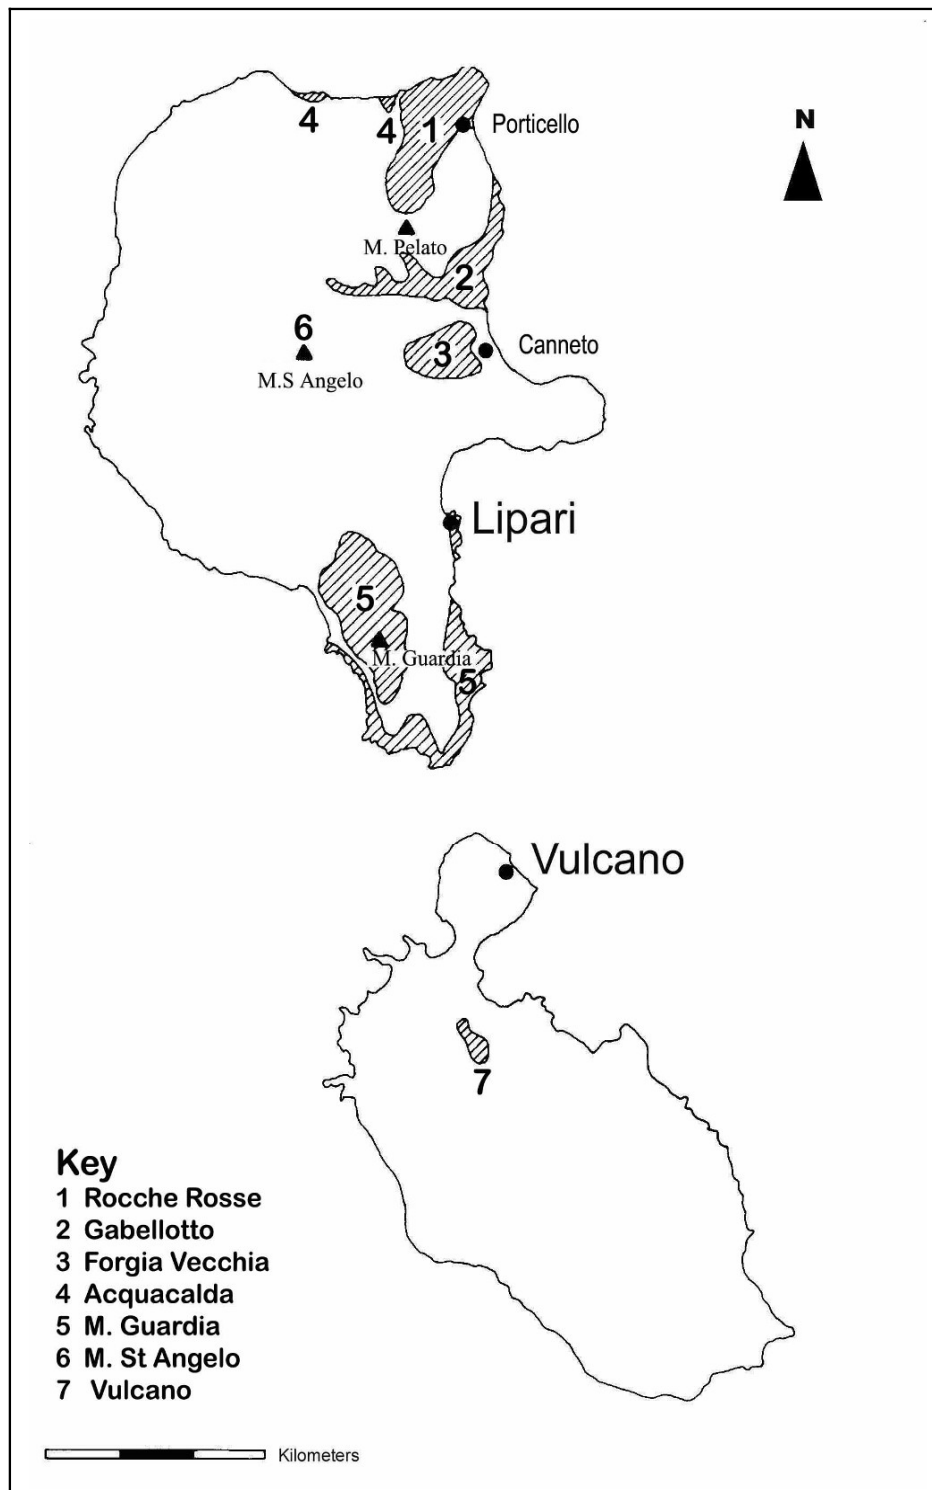 4
4
1
Porticello
N
M. Pelato
2
6
3
Canneto
M.S Angelo
Lipari
5
M. Guardia
5
Vulcano
7
Key
1 Rocche Rosse
2 Gabellotto
3 Forgia Vecchia
4 Acquacalda
5 M. Guardia
6 M. St Angelo
7 Vulcano
Kilometers